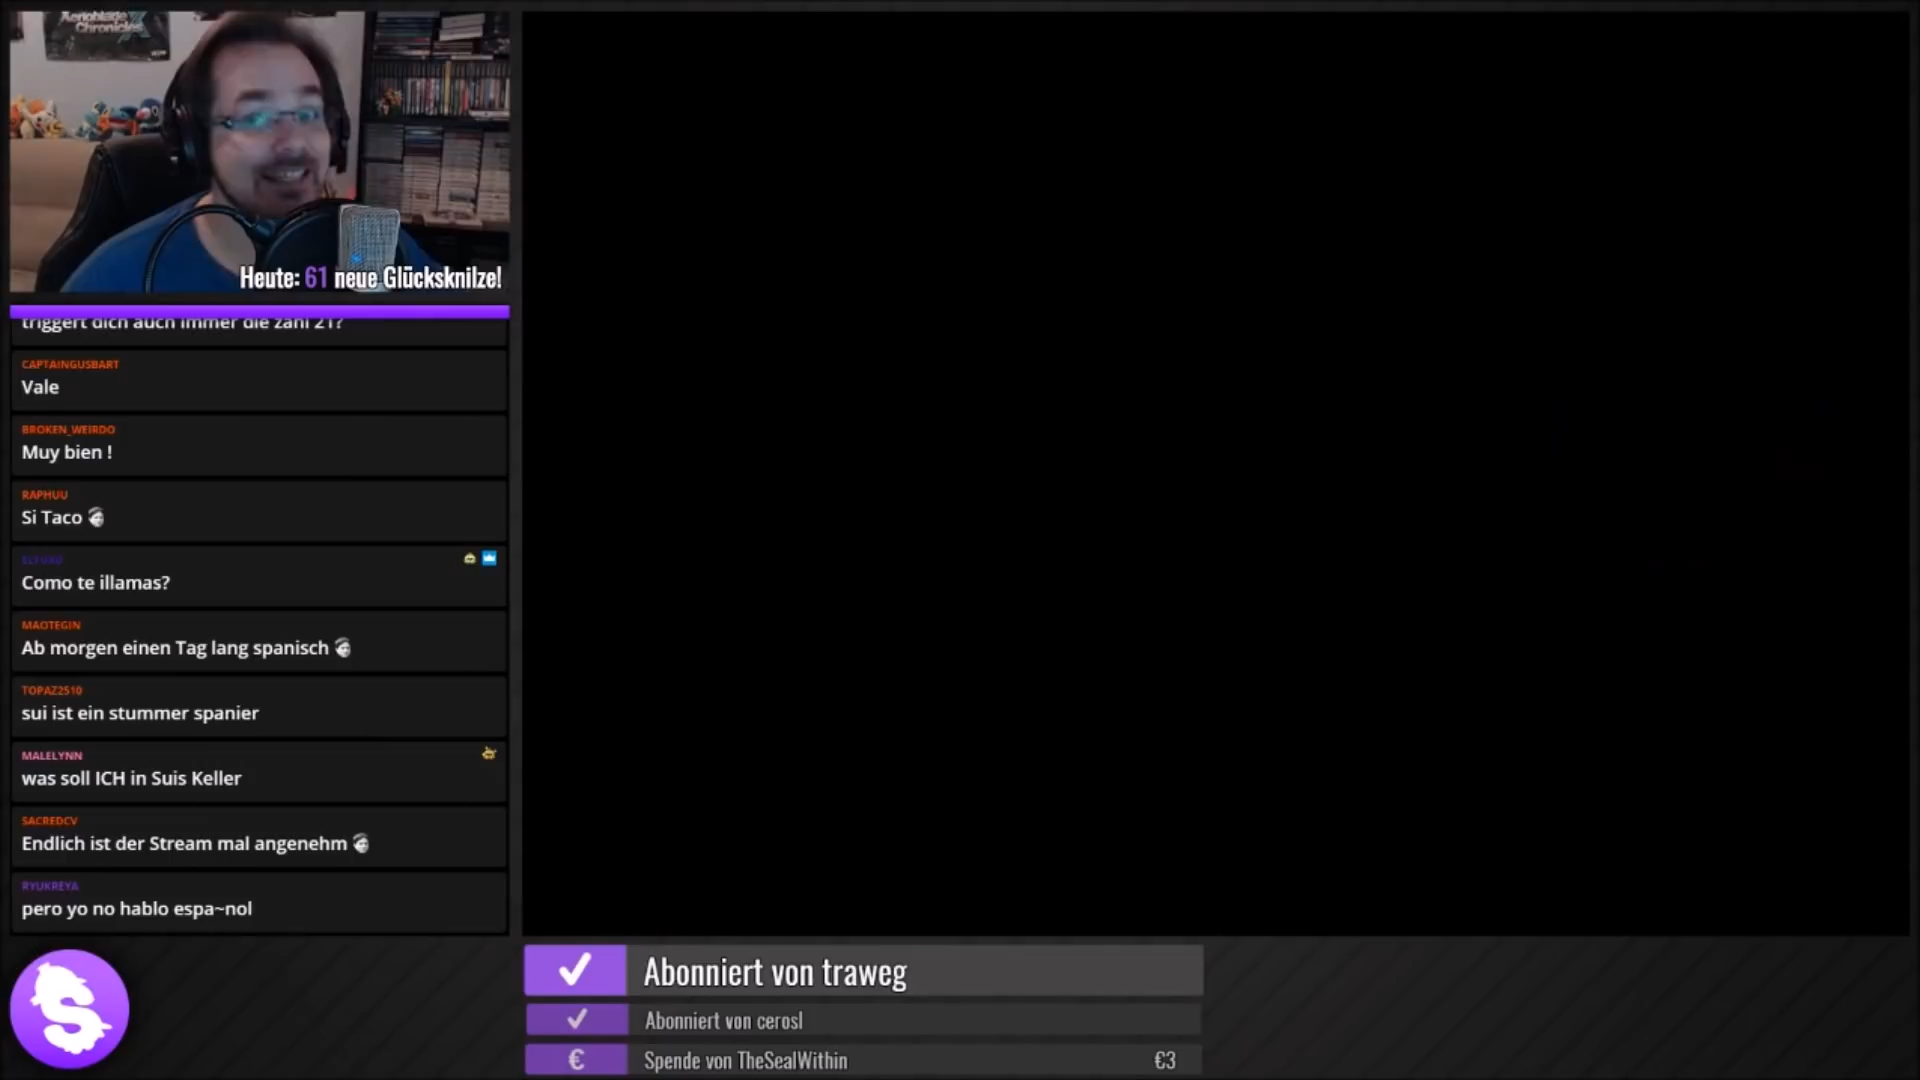 Xenoblade
Chronicles X
Heute: 61 neue Glücksknilze!
triggert dich auch immer die zahl 21?
CAPTAINGUSBART
Vale
BROKEN_WEIRDO
Muy bien !
RAPHUU
Si Taco
Como te illamas?
MAOTEGIN
Ab morgen einen Tag lang spanisch
TOPAZ2510
sui ist ein stummer spanier
MALELYNN
was soll ICH in Suis Keller
SACREDCV
Endlich ist der Stream mal angenehm
RYUKREYA
pero yo no hablo espa~nol
S
Abonniert von traweg
Abonniert von cerosl
€ Spende von TheSealWithin €3